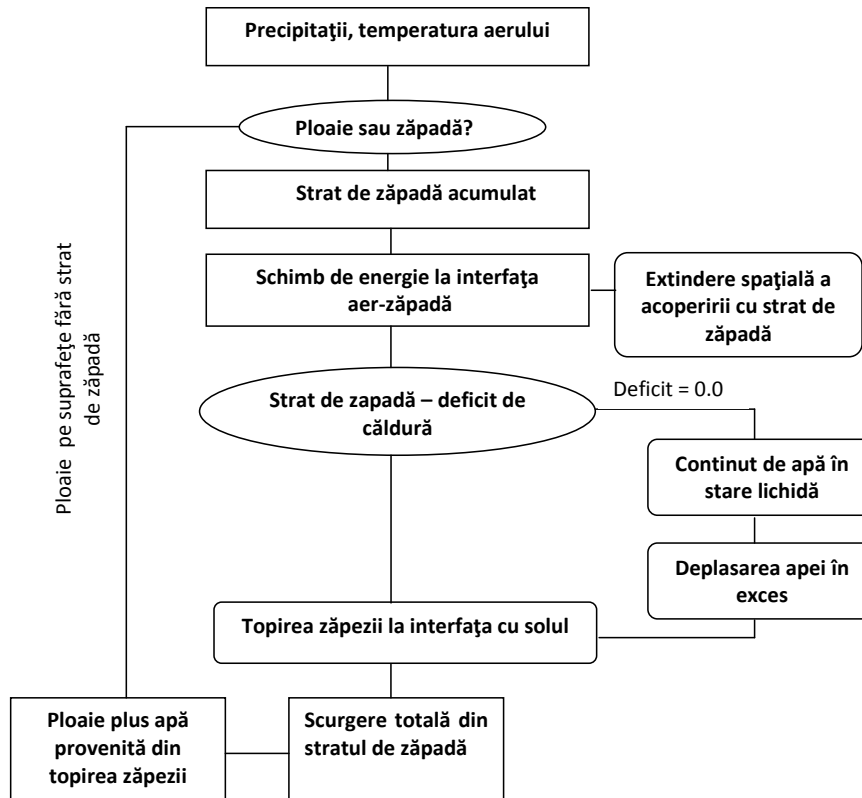 Precipitaţii, temperatura aerului
Ploaie sau zăpadă?
Strat de zăpadă acumulat
Schimb de energie la interfaţa
aer-zăpadă
Extindere spaţială a
acoperirii cu strat de
zăpadă
Ploaie pe suprafeţe fără strat
de zăpadă
Strat de zapadă – deficit de
căldură
Deficit = 0.0
Continut de apă în
stare lichidă
Deplasarea apei în
exces
Topirea zăpezii la interfaţa cu solul
Ploaie plus apă
provenită din
topirea zăpezii
Scurgere totală din
stratul de zăpadă